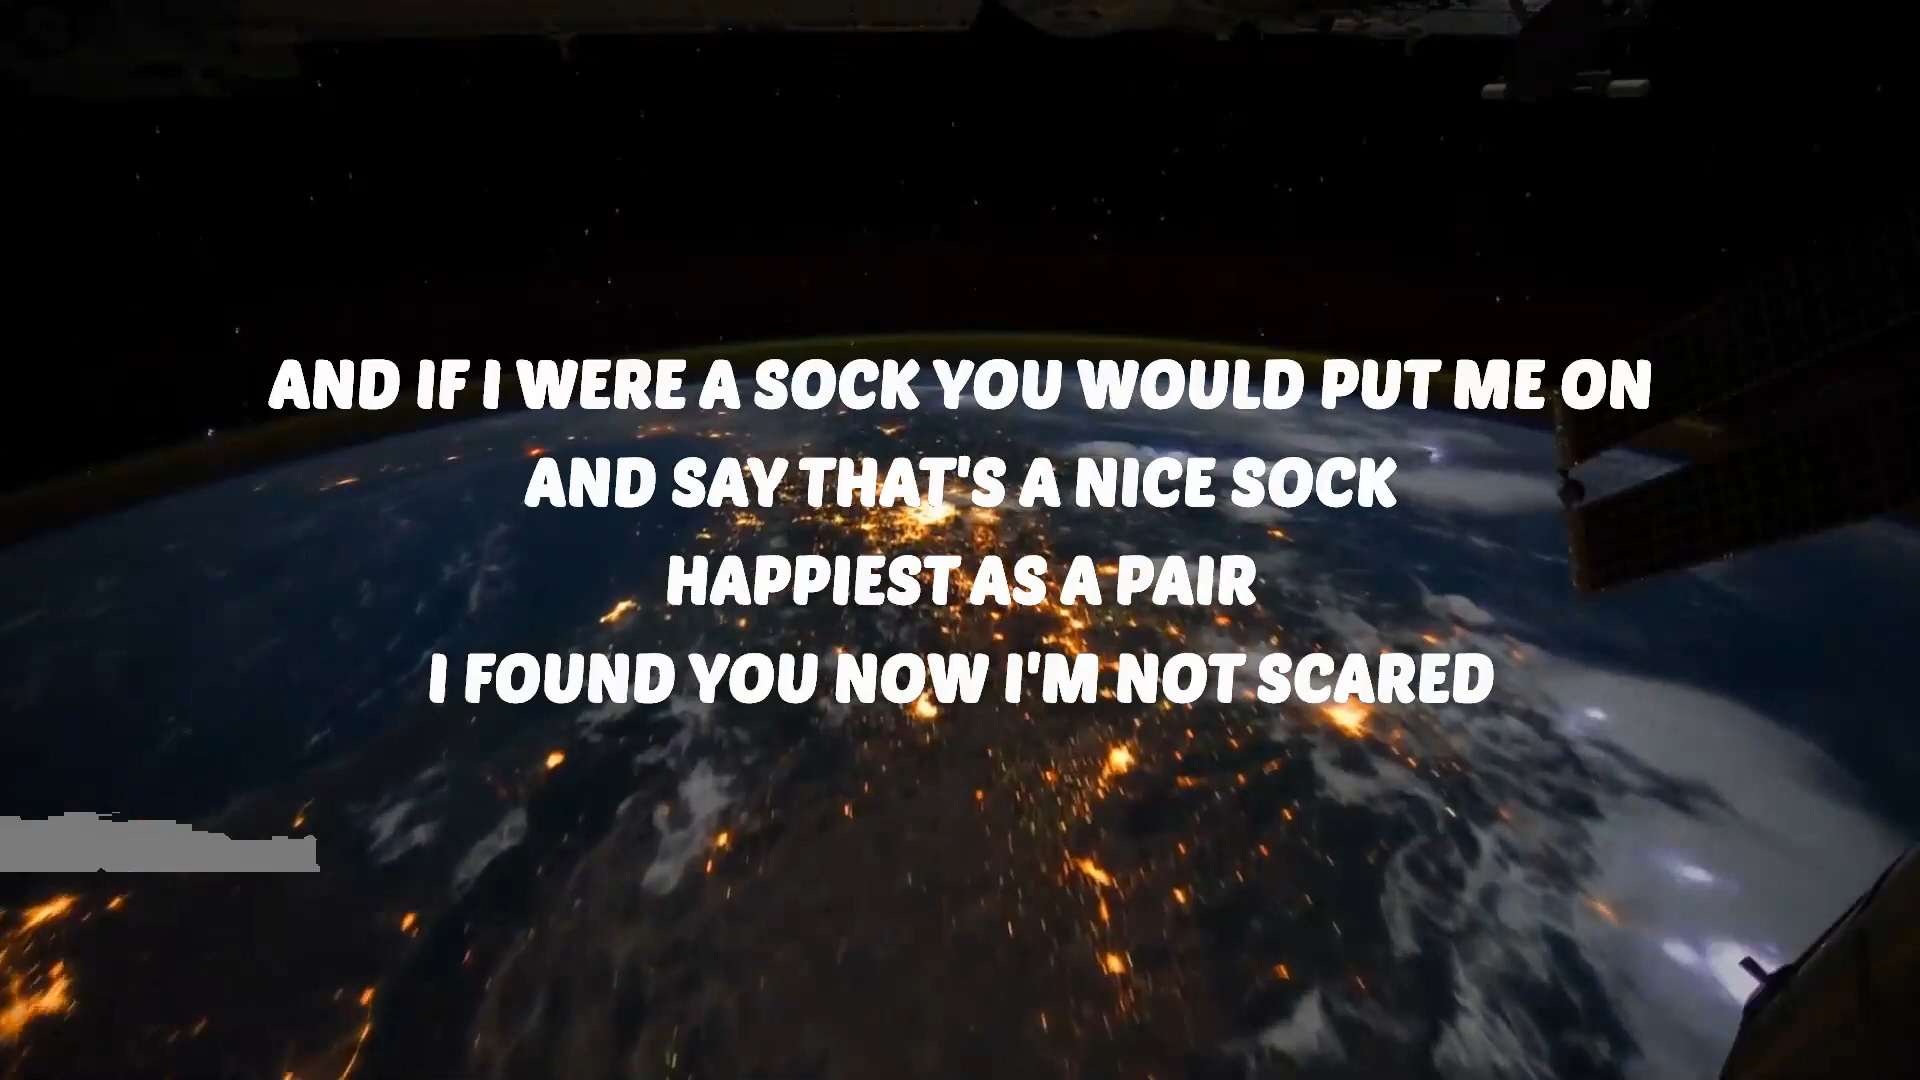 AND IF I WERE A SOCK YOU WOULD PUT ME ON
AND SAY THAT'S A NICE SOCK
HAPPIEST AS A PAIR
I FOUND YOU NOW I'M NOT SCARED